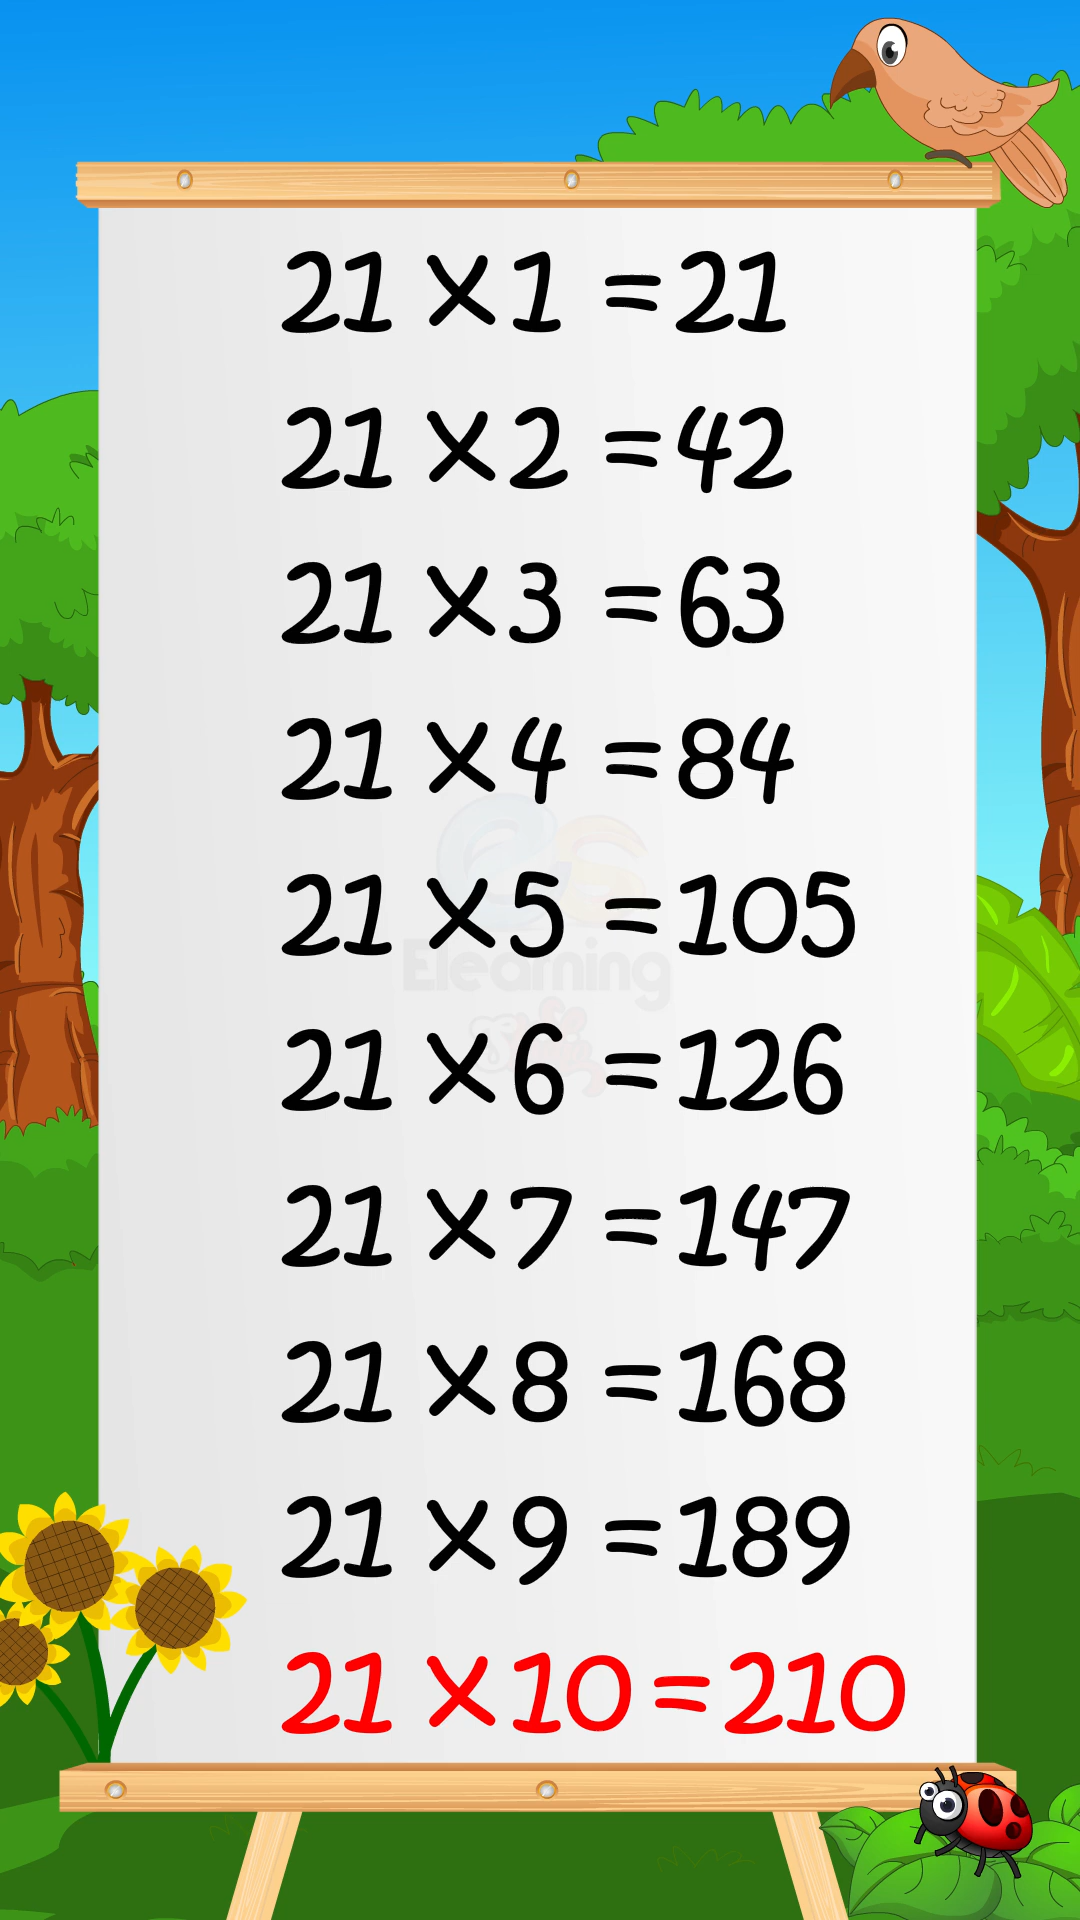 21 × 1 = 21
21 × 2 = 42
21 × 3 = 63
21 × 4 = 84
21 × 5 = 105
Elearning
21 × 6 = 126
21 × 7 = 147
21 × 8 = 168
21 × 9 = 189
21 × 10 = 210